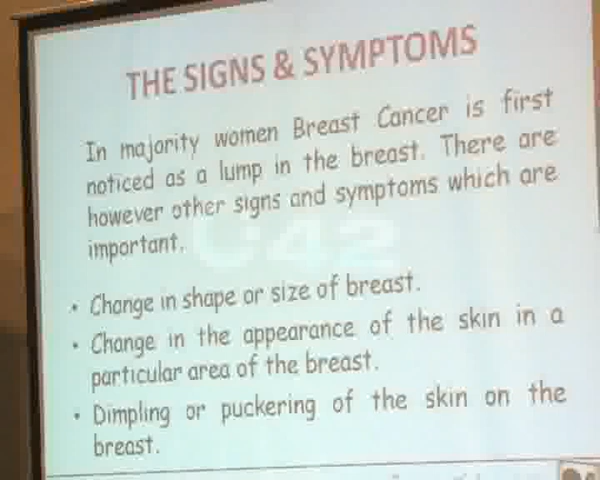 THE SIGNS & SYMPTOMS
In majority women Breast Cancer is first
noticed as a lump in the breast. There are
however other signs and symptoms which are
important.
C42
• Change in shape or size of breast.
• Change in the appearance of the skin in a
particular area of the breast.
• Dimpling or puckering of the skin on the
breast.